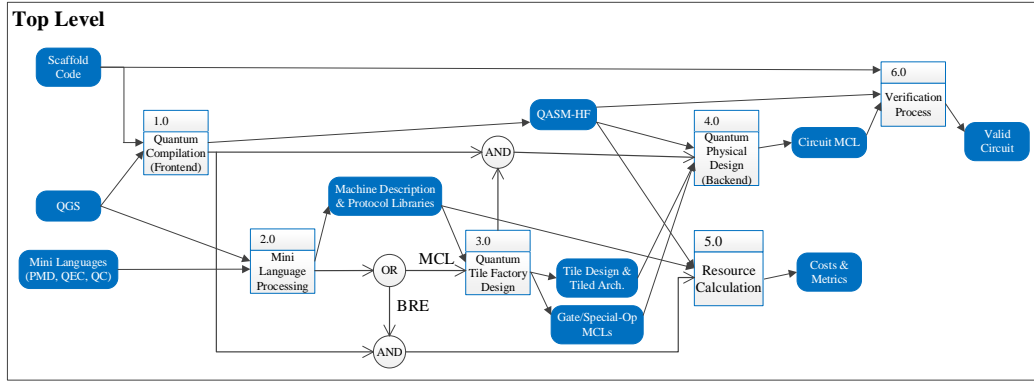 Top Level
Scaffold
Code
6.0
Verification
Process
1.0
Quantum
Compilation
(Frontend)
QASM-HF
4.0
Quantum
Physical
Design
(Backend)
Circuit MCL
Valid
Circuit
AND
Machine Description
& Protocol Libraries
QGS
2.0
Mini
Language
Processing
OR
MCL
3.0
Quantum
Tile Factory
Design
5.0
Resource
Calculation
Mini Languages
(PMD, QEC, QC)
Tile Design &
Tiled Arch.
Costs &
Metrics
BRE
Gate/Special-Op
MCLs
AND